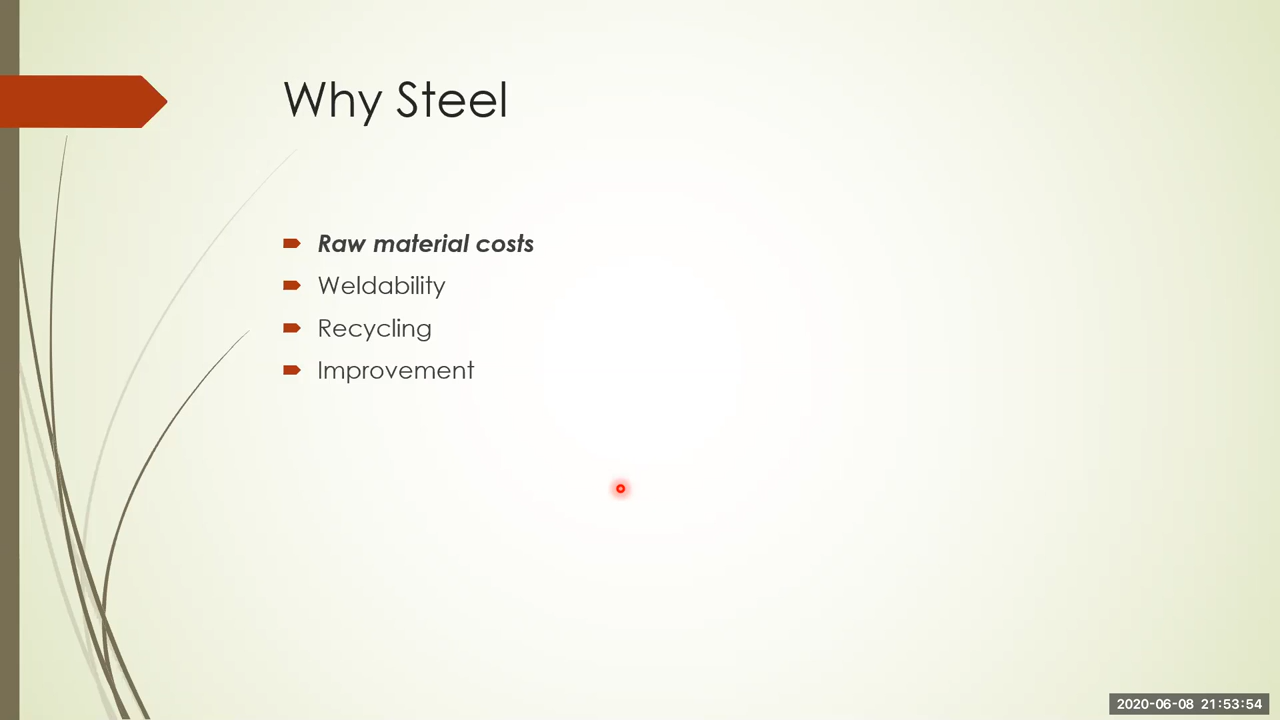 Why Steel
Raw material costs
Weldability
Recycling
Improvement
2020-06-08 21:53:54